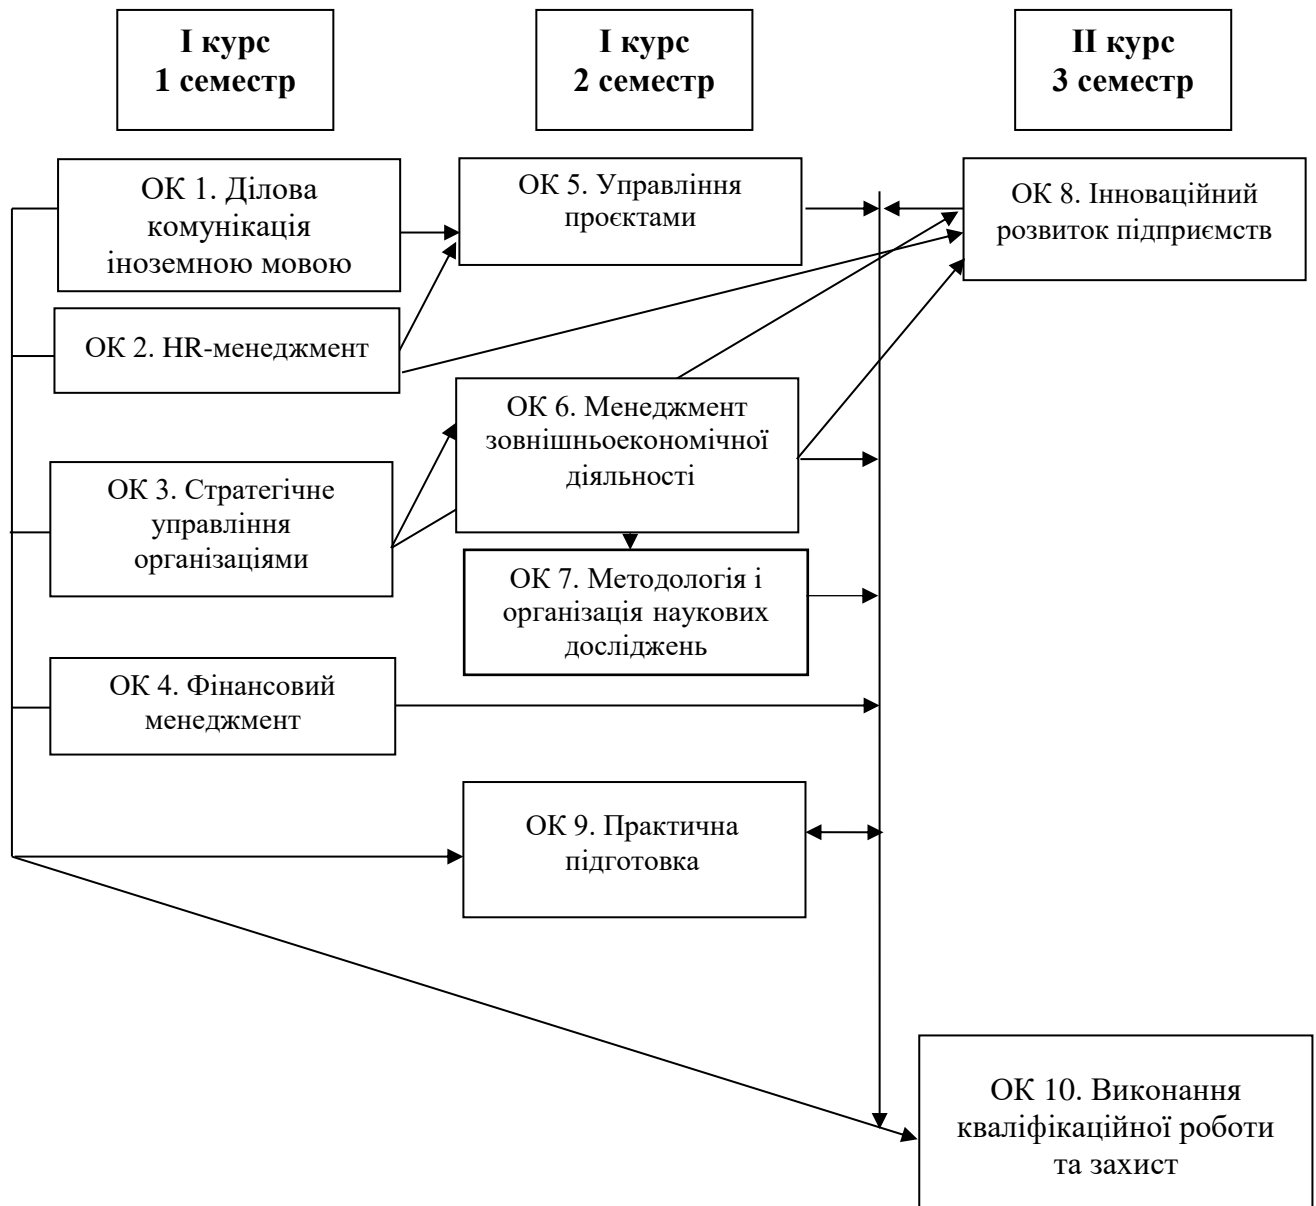 І курс
1 семестр
І курс
2 семестр
ІІ курс
3 семестр
ОК 1. Ділова
комунікація
іноземною мовою
ОК 5. Управління
проєктами
ОК 8. Інноваційний
розвиток підприємств
ОК 2. HR-менеджмент
ОК 6. Менеджмент
зовнішньоекономічної
діяльності
ОК 3. Стратегічне
управління
організаціями
ОК 7. Методологія і
організація наукових
досліджень
ОК 4. Фінансовий
менеджмент
ОК 9. Практична
підготовка
ОК 10. Виконання
кваліфікаційної роботи
та захист